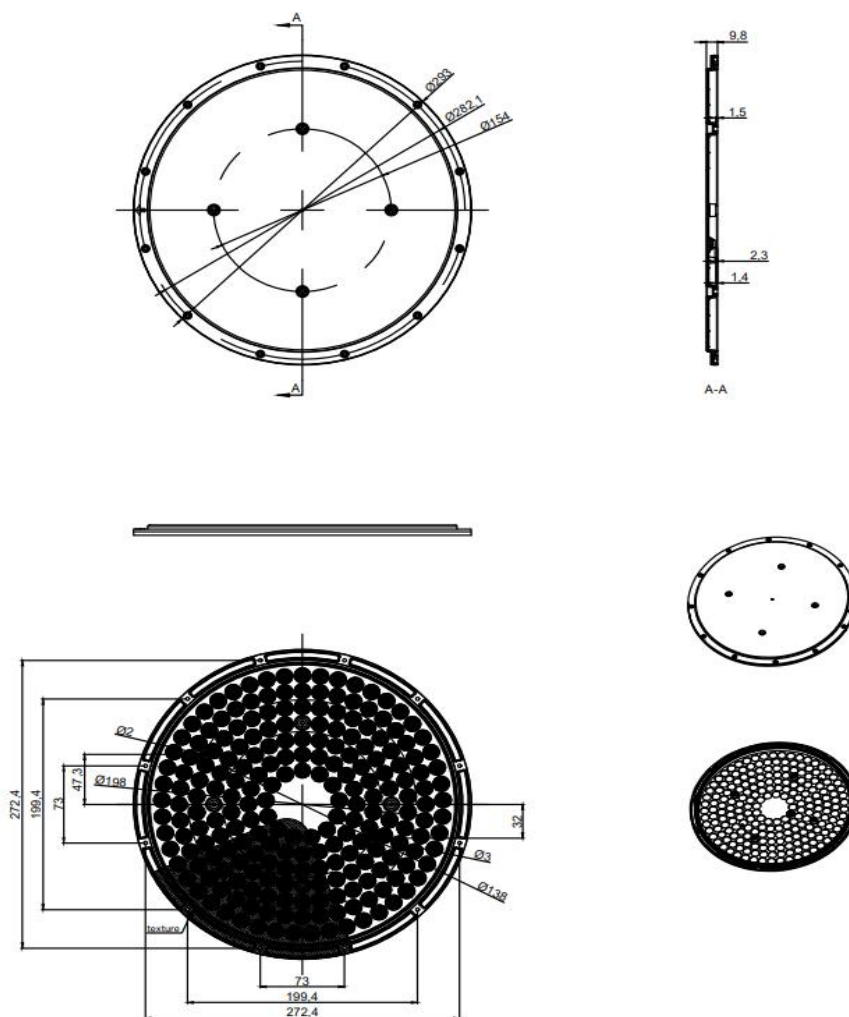 A
Ø293
Ø282,1
Ø154
A
9,8
1,5
2,3
1,4
A-A
272,4
199,4
73
47,3
Ø2
Ø198
32
Ø3
Ø138
texture
73
199,4
272,4